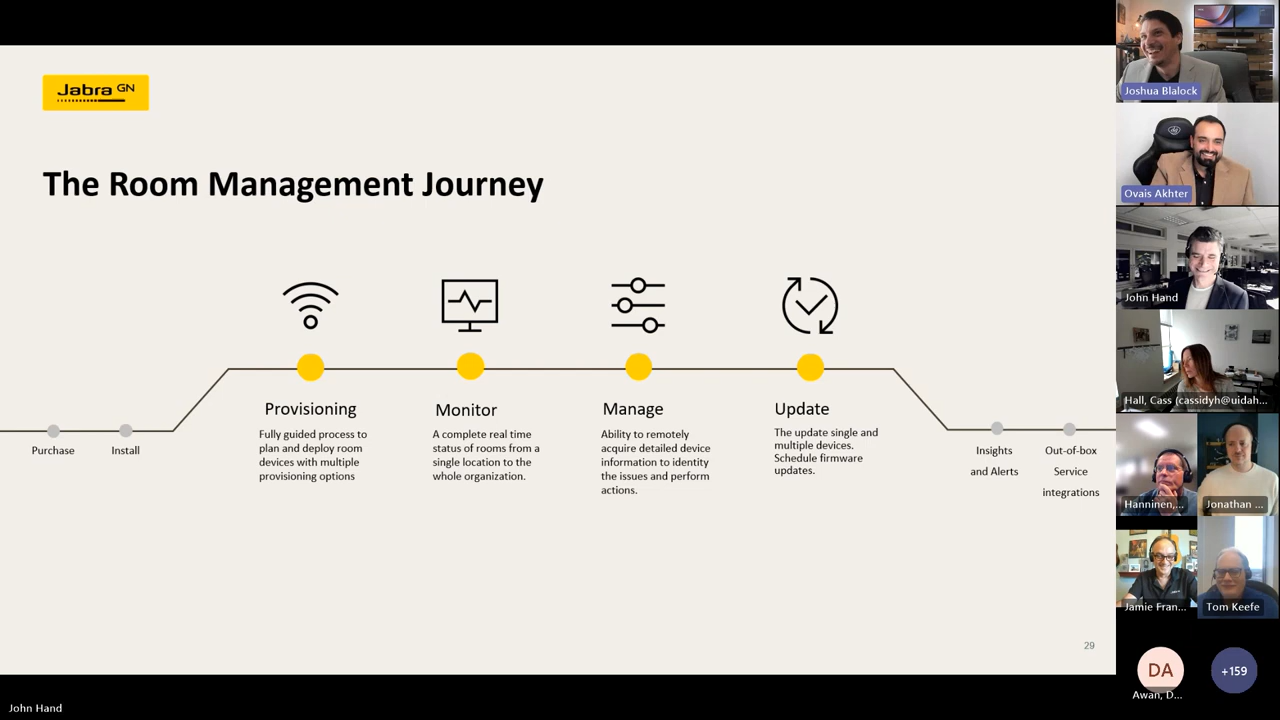 Jabra GN
The Room Management Journey
Purchase
Install
Provisioning
Fully guided process to
plan and deploy room
devices with multiple
provisioning options
Monitor
A complete real time
status of rooms from a
single location to the
whole organization.
Manage
Ability to remotely
acquire detailed device
information to identity
the issues and perform
actions.
Update
The update single and
multiple devices.
Schedule firmware
updates.
Insights
and Alerts
Out-of-box
Service
integrations
29
John Hand
Joshua Blalock
Ovais Akhter
John Hand
Hall, Cass (cassidyh@uidah...
Hanninen,...
Jonathan ...
Jamie Fran...
Tom Keefe
DA
Awan, D...
+159